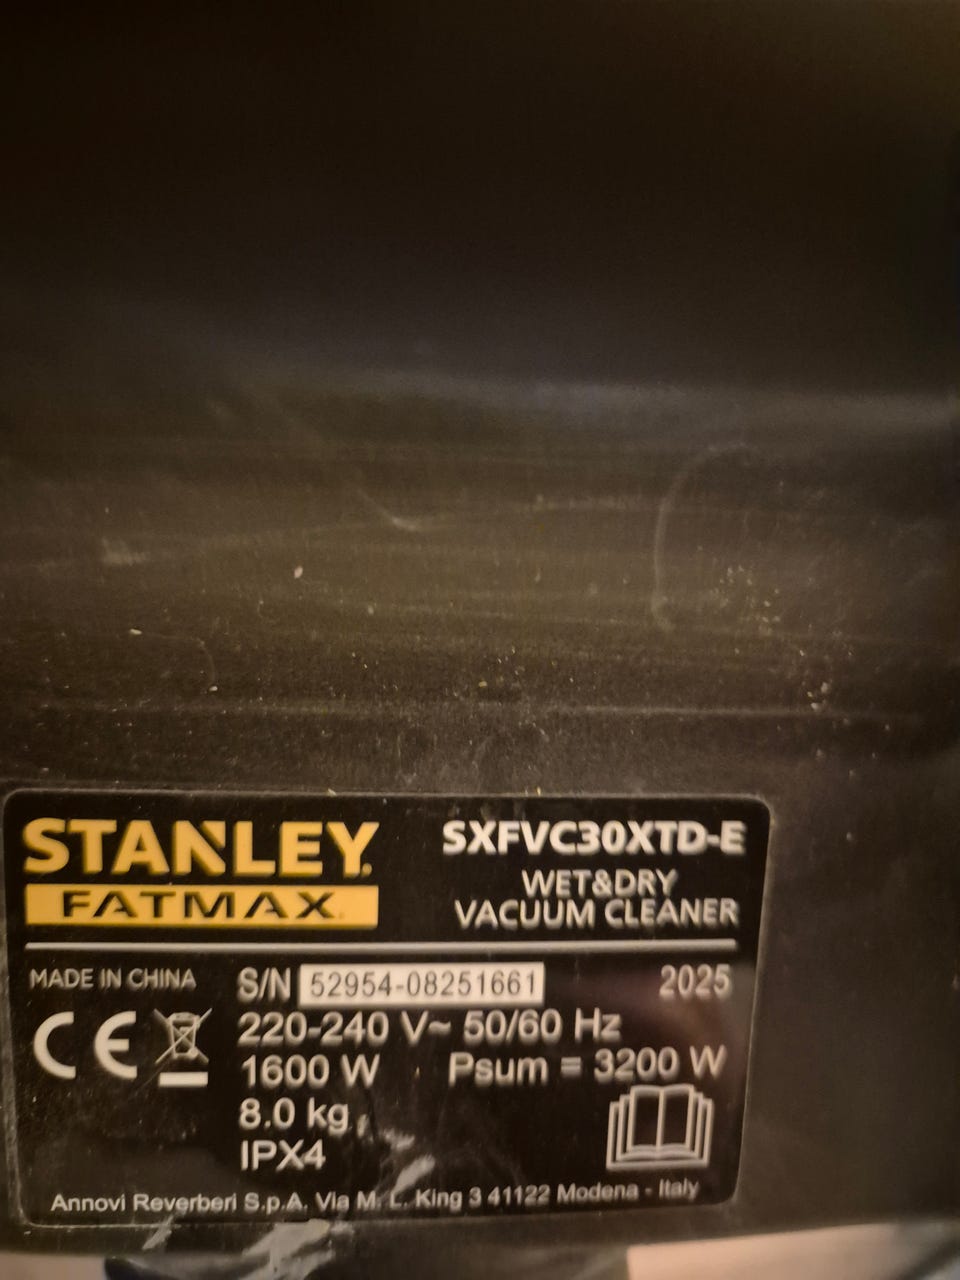 STANLEY.
FATMAX.
SXFVC30XTD-E
WET&DRY
VACUUM CLEANER
MADE IN CHINA
S/N 52954-08251661
2025
CE
220-240 V~ 50/60 Hz
1600 W Psum = 3200 W
8.0 kg
IPX4
Annovi Reverberi S.p.A. Via M. L. King 3 41122 Modena - Italy